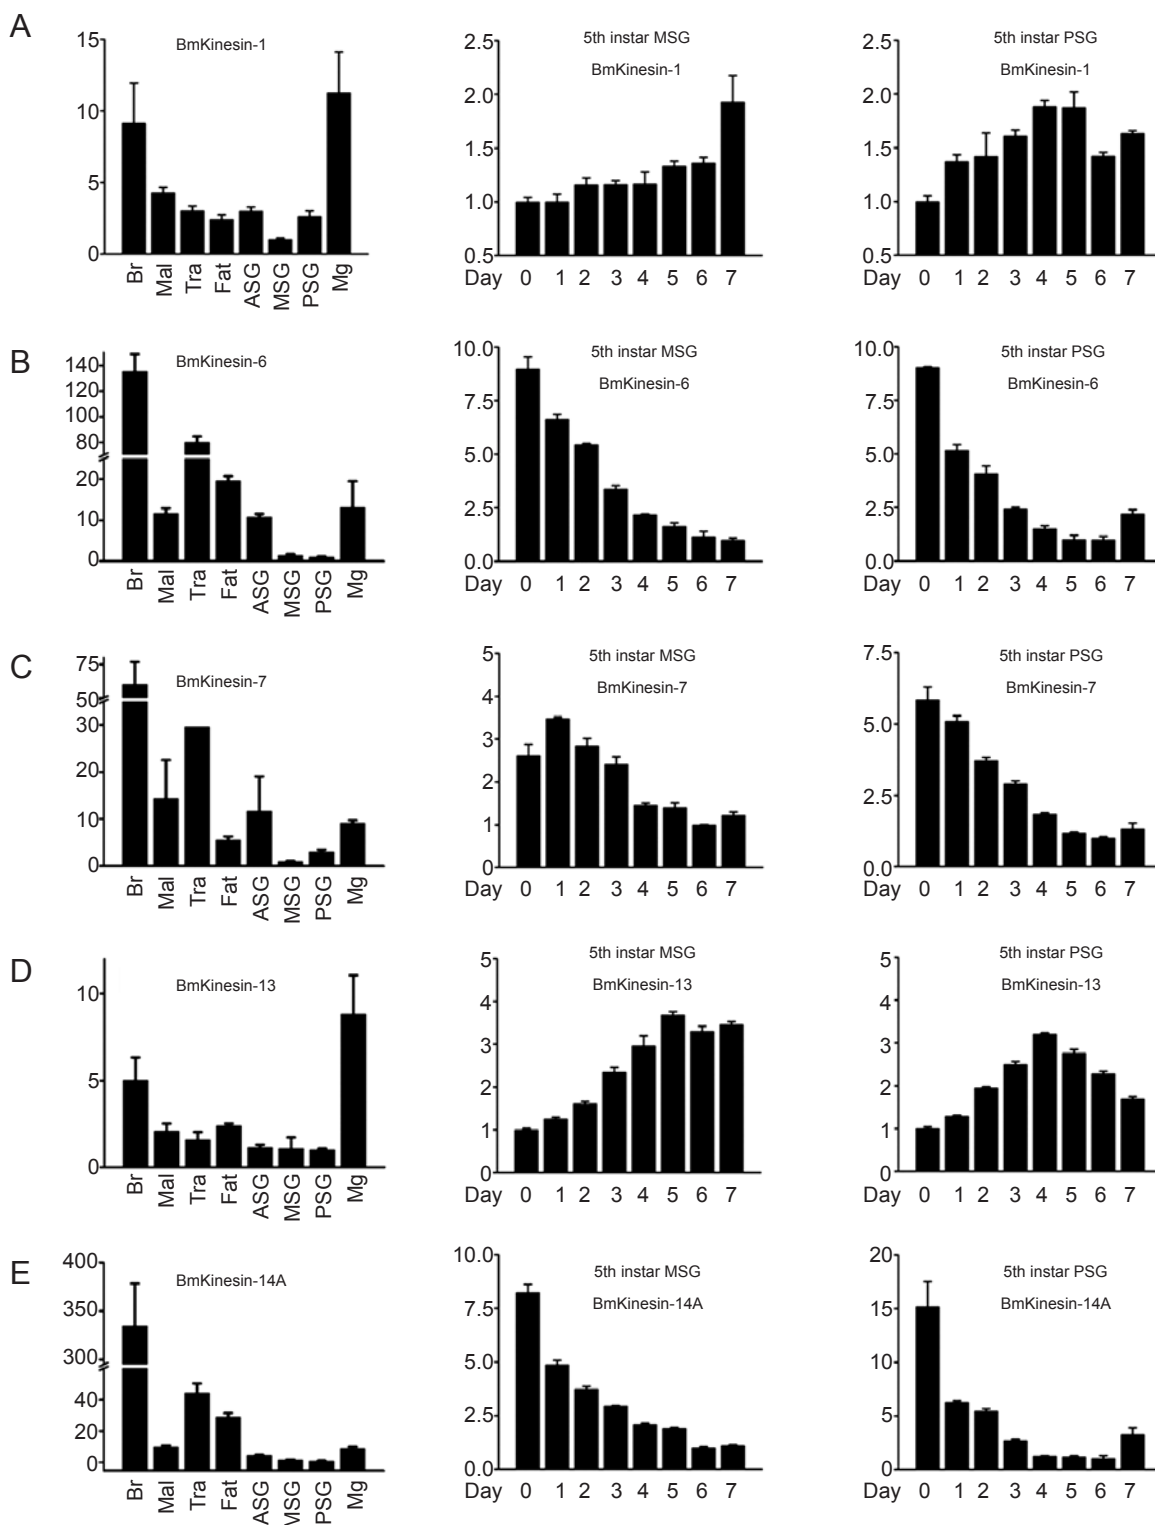 A
BmKinesin-1
15
10
5
0
Br Mal Tra Fat ASG MSG PSG Mg
5th instar MSG
BmKinesin-1
2.5
2.0
1.5
1.0
0.5
Day 0 1 2 3 4 5 6 7
5th instar PSG
BmKinesin-1
2.5
2.0
1.5
1.0
0.5
Day 0 1 2 3 4 5 6 7
B
BmKinesin-6
140
120
100
80
20
10
0
Br Mal Tra Fat ASG MSG PSG Mg
5th instar MSG
BmKinesin-6
10.0
7.5
5.0
2.5
0.0
Day 0 1 2 3 4 5 6 7
5th instar PSG
BmKinesin-6
10.0
7.5
5.0
2.5
0.0
Day 0 1 2 3 4 5 6 7
C
BmKinesin-7
75
50
30
20
10
0
Br Mal Tra Fat ASG MSG PSG Mg
5th instar MSG
BmKinesin-7
5
4
3
2
1
0
Day 0 1 2 3 4 5 6 7
5th instar PSG
BmKinesin-7
7.5
5.0
2.5
0.0
Day 0 1 2 3 4 5 6 7
D
BmKinesin-13
10
5
0
Br Mal Tra Fat ASG MSG PSG Mg
5th instar MSG
BmKinesin-13
5
4
3
2
1
0
Day 0 1 2 3 4 5 6 7
5th instar PSG
BmKinesin-13
5
4
3
2
1
0
Day 0 1 2 3 4 5 6 7
E
BmKinesin-14A
400
350
300
40
20
0
Br Mal Tra Fat ASG MSG PSG Mg
5th instar MSG
BmKinesin-14A
10.0
7.5
5.0
2.5
0.0
Day 0 1 2 3 4 5 6 7
5th instar PSG
BmKinesin-14A
20
15
10
5
0
Day 0 1 2 3 4 5 6 7